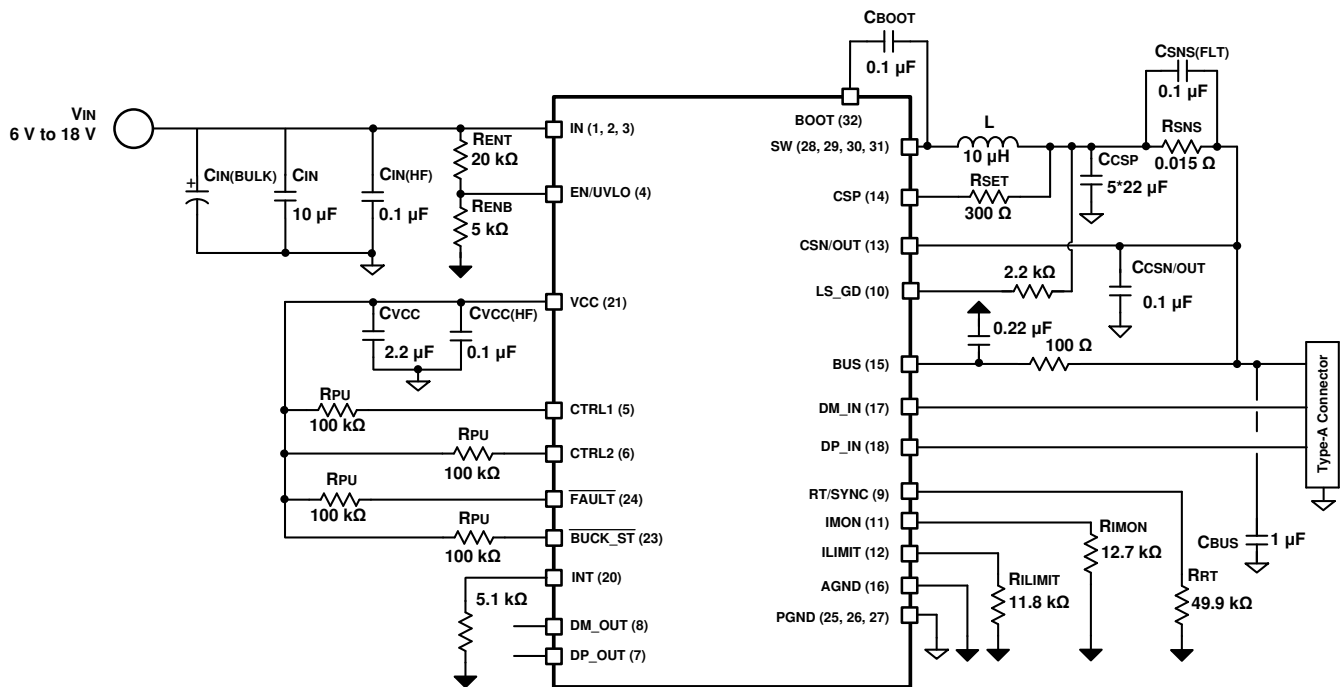 CBOOT
0.1 µF
CSNS(FLT)
0.1 µF
VIN
6 V to 18 V
IN (1, 2, 3)
BOOT (32)
SW (28, 29, 30, 31)
L
10 µH
RSNS
0.015 Ω
CIN(BULK)
CIN
10 µF
CIN(HF)
0.1 µF
RENT
20 kΩ
EN/UVLO (4)
RENB
5 kΩ
CSP (14)
RSET
300 Ω
CCSP
5*22 µF
CSN/OUT (13)
CCSN/OUT
0.1 µF
LS_GD (10)
2.2 kΩ
VCC (21)
CVCC
2.2 µF
CVCC(HF)
0.1 µF
0.22 µF
100 Ω
BUS (15)
DM_IN (17)
DP_IN (18)
Type-A Connector
RPU
100 kΩ
CTRL1 (5)
RPU
100 kΩ
CTRL2 (6)
RPU
100 kΩ
FAULT (24)
RPU
100 kΩ
BUCK_ST (23)
RT/SYNC (9)
IMON (11)
RIMON
12.7 kΩ
ILIMIT (12)
RILIMIT
11.8 kΩ
CBUS
1 µF
RRT
49.9 kΩ
INT (20)
5.1 kΩ
AGND (16)
PGND (25, 26, 27)
DM_OUT (8)
DP_OUT (7)